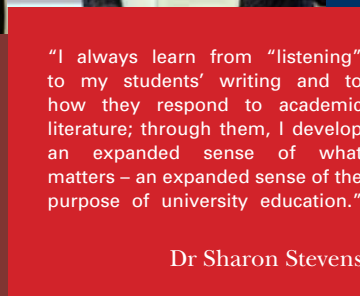 “I always learn from “listening”
to my students’ writing and to
how they respond to academic
literature; through them, I develop
an expanded sense of what
matters – an expanded sense of the
purpose of university education.”
Dr Sharon Stevens